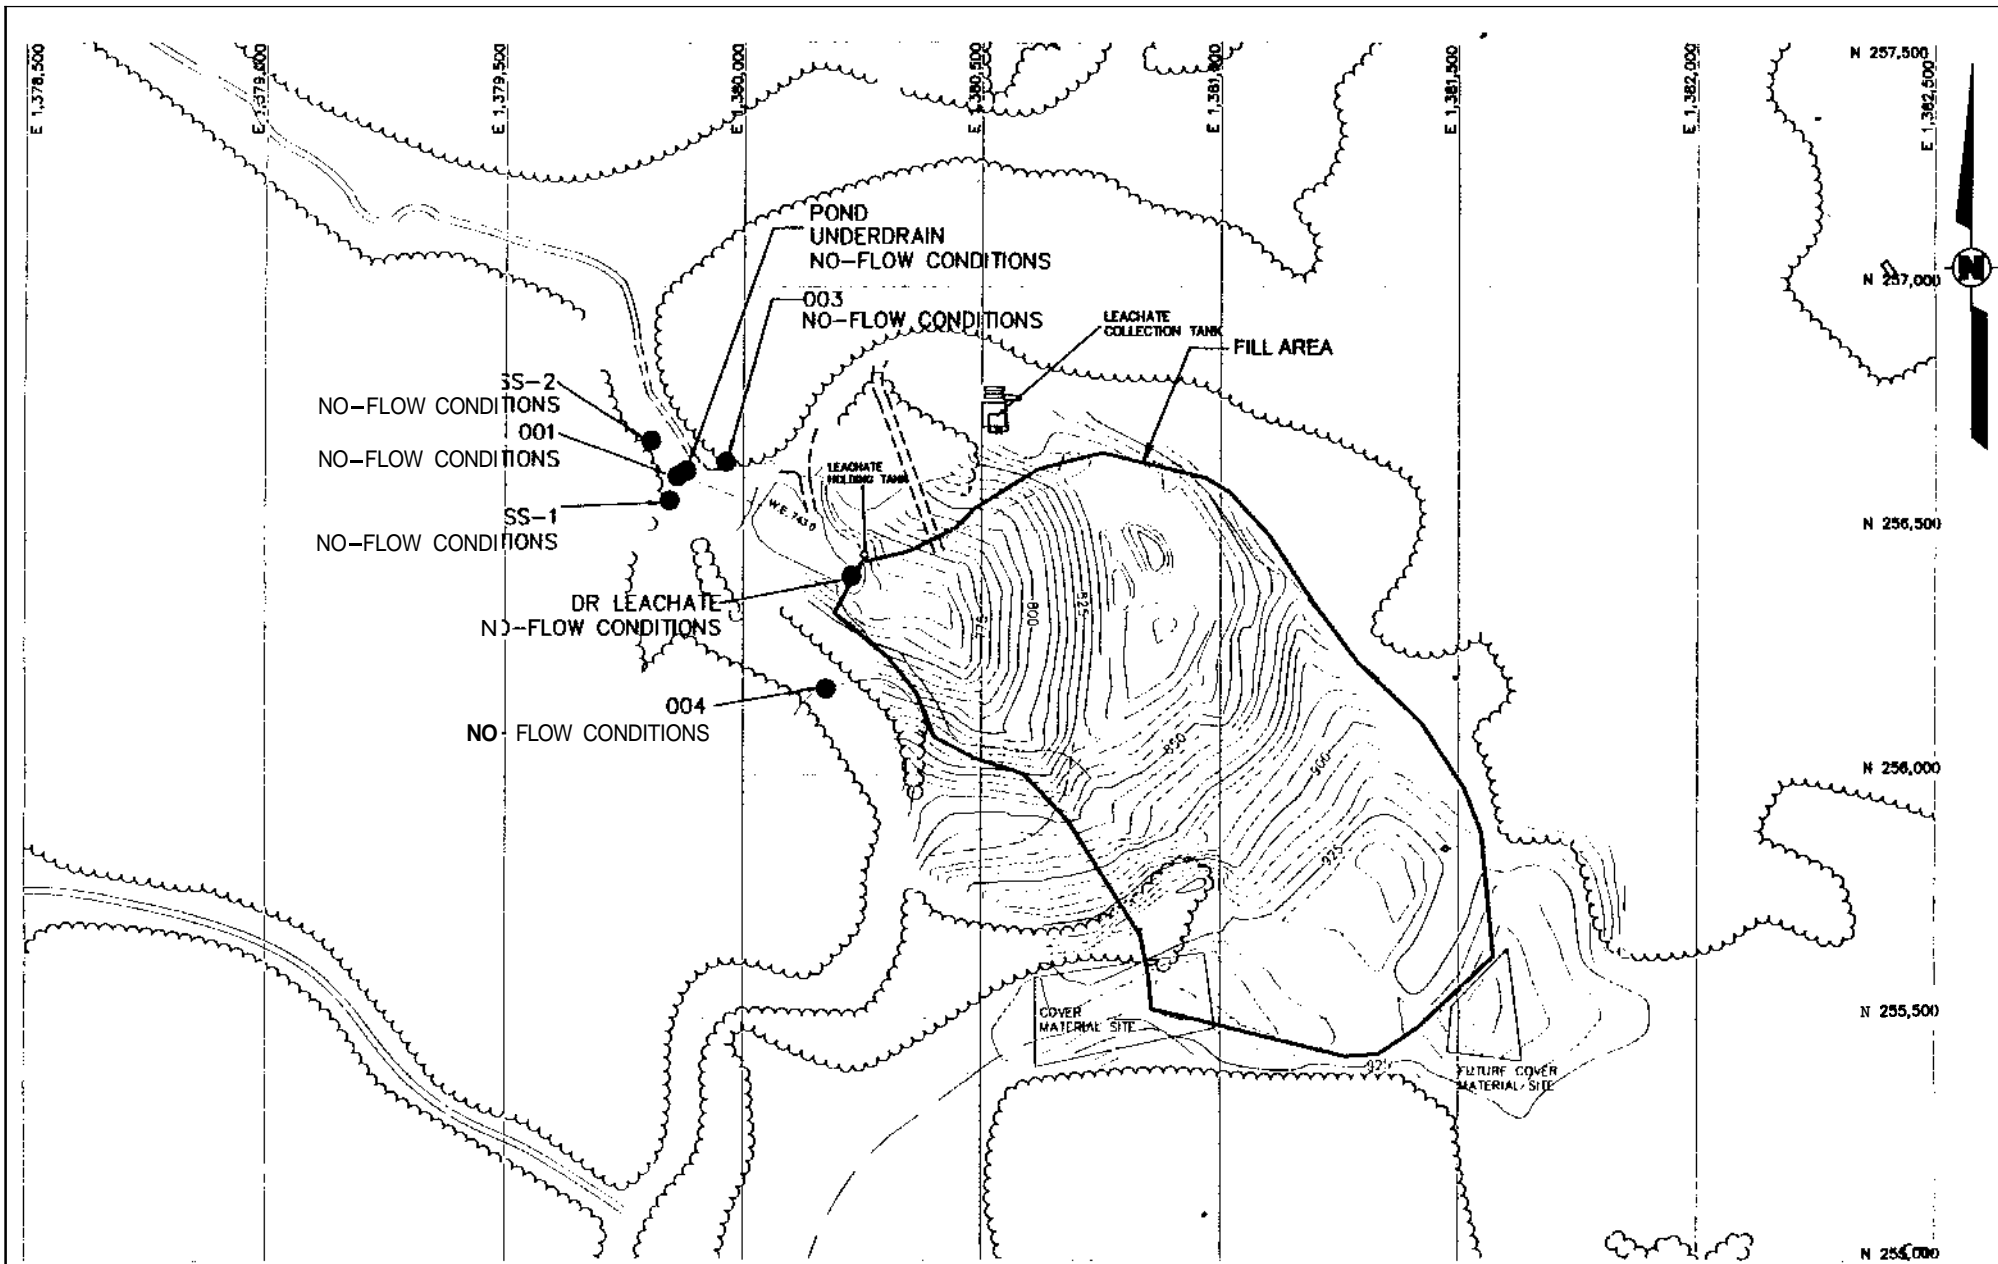 E 1,378,500
E 1,379,000
E 1,379,500
E 1,380,000
E 1,380,500
E 1,381,000
E 1,381,500
E 1,382,000
E 1,382,500
N 257,500
POND
UNDERDRAIN
NO-FLOW CONDITIONS
N 257,000
N
003
NO-FLOW CONDITIONS
LEACHATE
COLLECTION TANK
FILL AREA
SS-2
NO-FLOW CONDITIONS
001
NO-FLOW CONDITIONS
LEACHATE
HOLDING TANK
W.E. 743.0
SS-1
NO-FLOW CONDITIONS
N 256,500
DR LEACHATE
NO-FLOW CONDITIONS
775
800
825
004
NO- FLOW CONDITIONS
850
900
N 256,000
925
COVER
MATERIAL SITE
N 255,500
925
FUTURE COVER
MATERIAL SITE
N 255,000